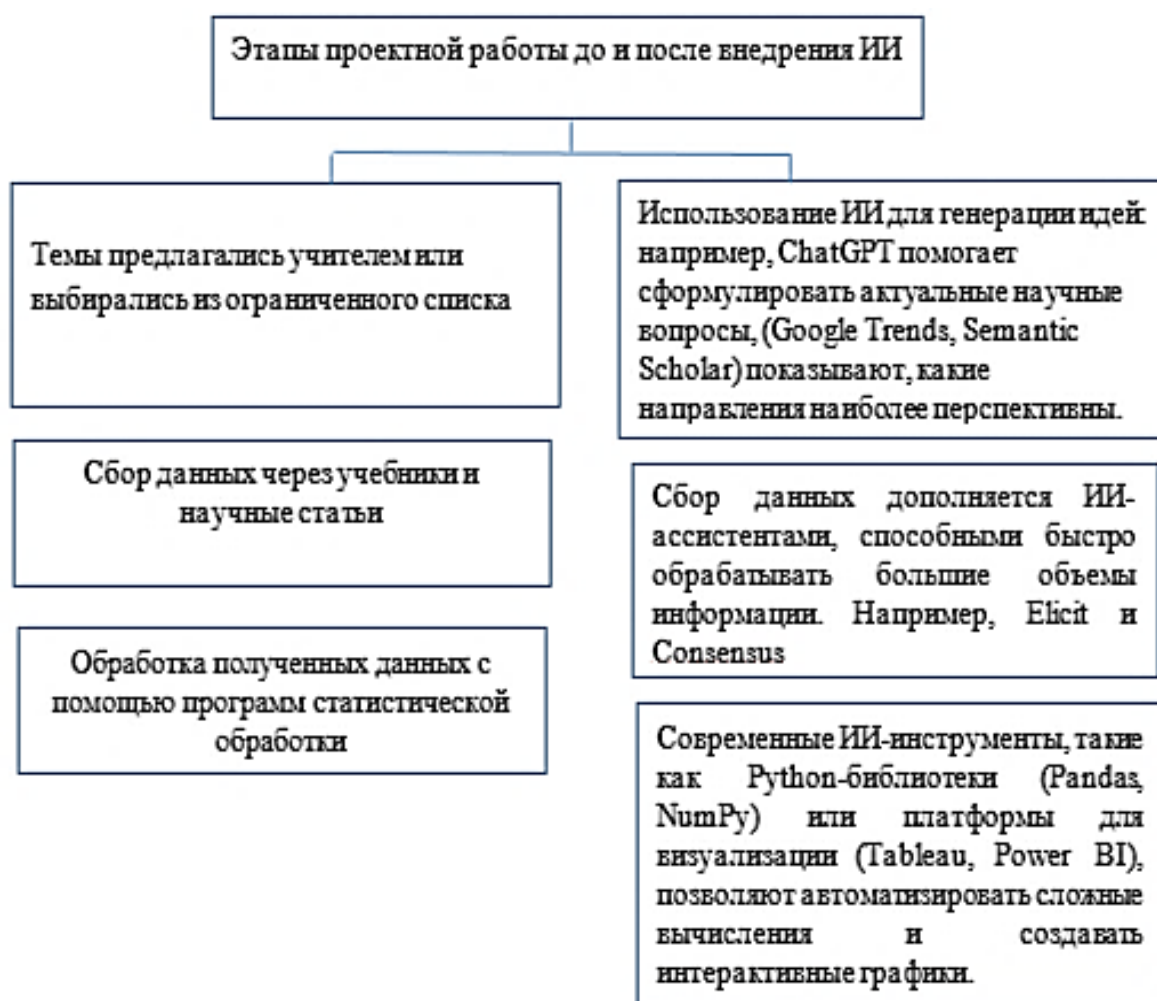 Этапы проектной работы до и после внедрения ИИ
Темы предлагались учителем или
выбирались из ограниченного списка
Сбор данных через учебники и
научные статьи
Обработка полученных данных с
помощью программ статистической
обработки
Использование ИИ для генерации идей:
например, ChatGPT помогает
сформулировать актуальные научные
вопросы, (Google Trends, Semantic
Scholar) показывают, какие
направления наиболее перспективны.
Сбор данных дополняется ИИ-
ассистентами, способными быстро
обрабатывать большие объемы
информации. Например, Elicit и
Consensus
Современные ИИ-инструменты, такие
как Python-библиотеки (Pandas,
NumPy) или платформы для
визуализации (Tableau, Power BI),
позволяют автоматизировать сложные
вычисления и создавать
интерактивные графики.